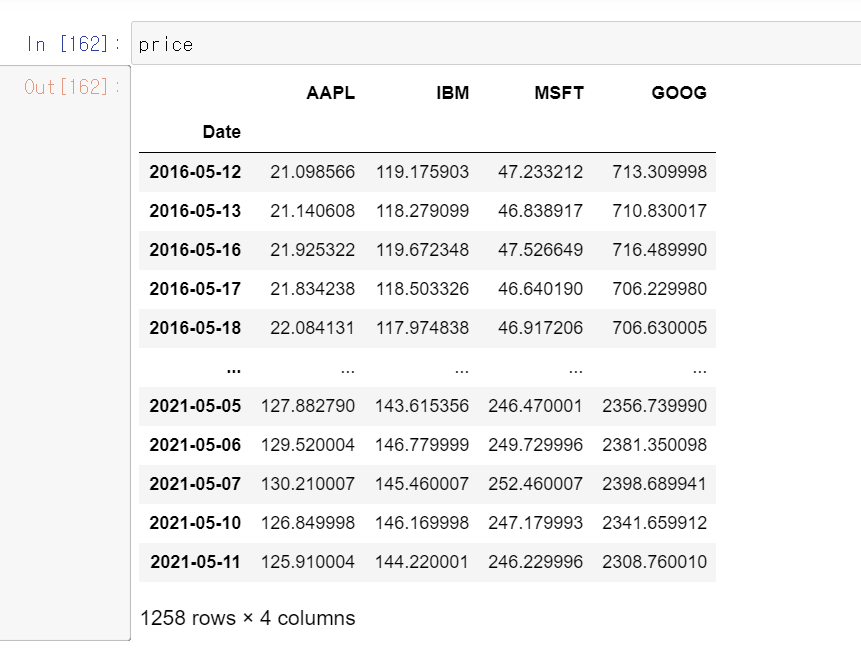 In [162]: price
Out[162]:
AAPL IBM MSFT GOOG
Date
2016-05-12 21.098566 119.175903 47.233212 713.309998
2016-05-13 21.140608 118.279099 46.838917 710.830017
2016-05-16 21.925322 119.672348 47.526649 716.489990
2016-05-17 21.834238 118.503326 46.640190 706.229980
2016-05-18 22.084131 117.974838 46.917206 706.630005
... ... ... ... ...
2021-05-05 127.882790 143.615356 246.470001 2356.739990
2021-05-06 129.520004 146.779999 249.729996 2381.350098
2021-05-07 130.210007 145.460007 252.460007 2398.689941
2021-05-10 126.849998 146.169998 247.179993 2341.659912
2021-05-11 125.910004 144.220001 246.229996 2308.760010
1258 rows × 4 columns